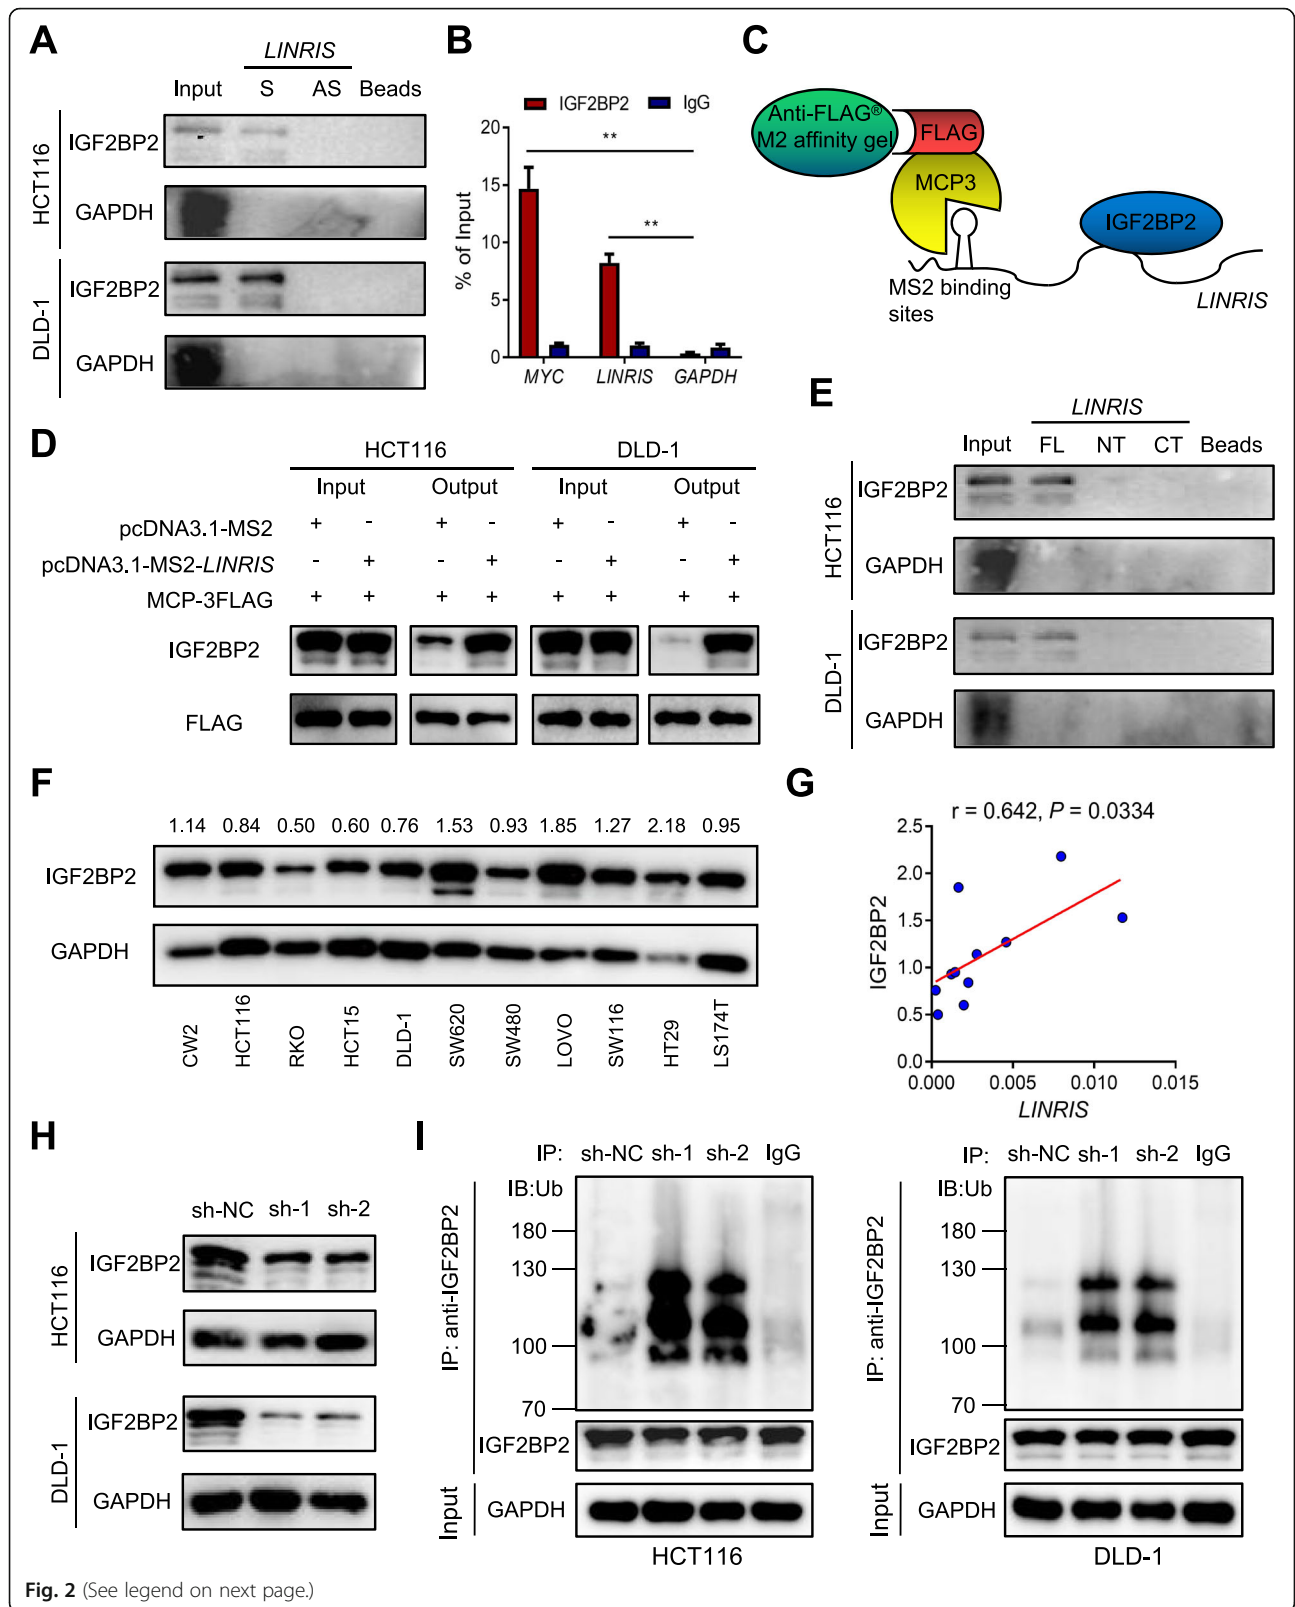 A
LINRIS
Input S AS Beads
HCT116
IGF2BP2
GAPDH
DLD-1
IGF2BP2
GAPDH
B
IGF2BP2 IgG
% of Input
20
15
10
5
0
**
**
MYC LINRIS GAPDH
C
Anti-FLAG®
M2 affinity gel
FLAG
MCP3
IGF2BP2
MS2 binding
sites
LINRIS
D
HCT116 DLD-1
Input Output Input Output
pcDNA3.1-MS2 + - + - + - + -
pcDNA3.1-MS2-LINRIS - + - + - + - +
MCP-3FLAG + + + + + + + +
IGF2BP2
FLAG
E
LINRIS
Input FL NT CT Beads
HCT116
IGF2BP2
GAPDH
DLD-1
IGF2BP2
GAPDH
F
1.14 0.84 0.50 0.60 0.76 1.53 0.93 1.85 1.27 2.18 0.95
IGF2BP2
GAPDH
CW2 HCT116 RKO HCT15 DLD-1 SW620 SW480 LOVO SW116 HT29 LS174T
G
r = 0.642, P = 0.0334
IGF2BP2
2.5
2.0
1.5
1.0
0.5
0.0
0.000 0.005 0.010 0.015
LINRIS
H
sh-NC sh-1 sh-2
HCT116
IGF2BP2
GAPDH
DLD-1
IGF2BP2
GAPDH
I
IP: sh-NC sh-1 sh-2 IgG
IB:Ub
IP: anti-IGF2BP2
180
130
100
70
IGF2BP2
Input
GAPDH
HCT116
IP: sh-NC sh-1 sh-2 IgG
IB:Ub
IP: anti-IGF2BP2
180
130
100
70
IGF2BP2
Input
GAPDH
DLD-1
Fig. 2 (See legend on next page.)